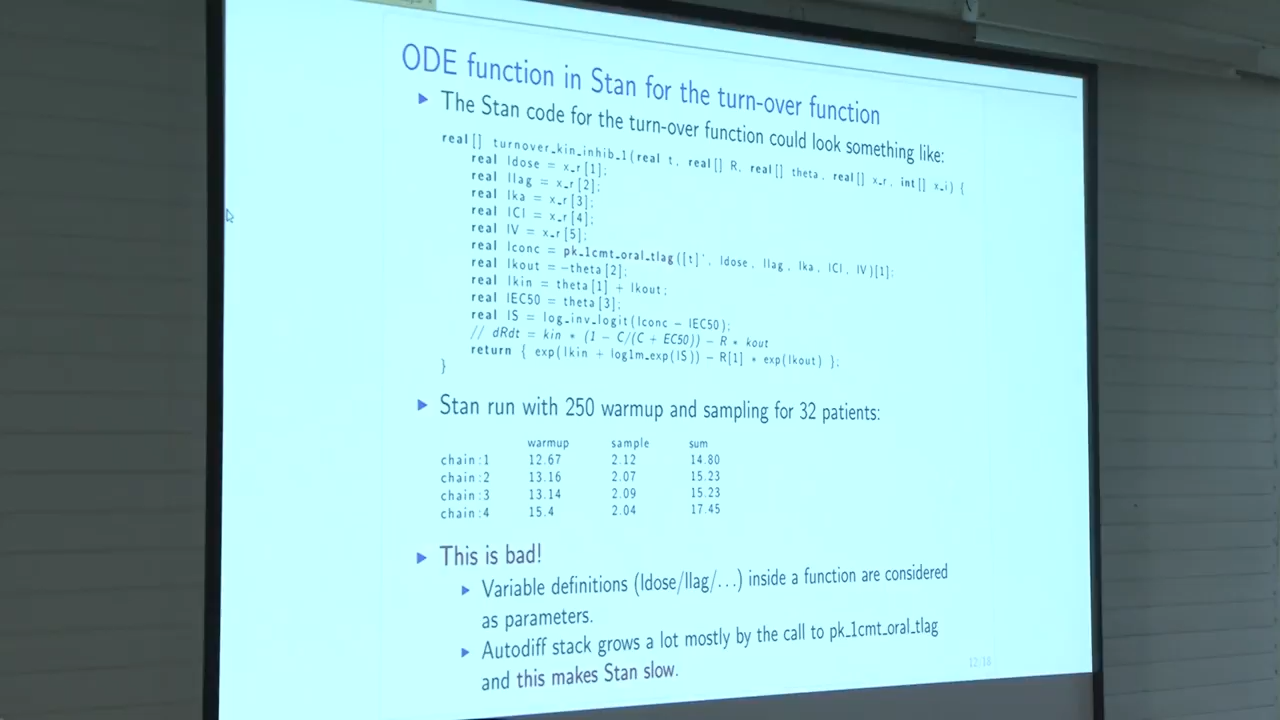 ODE function in Stan for the turn-over function
The Stan code for the turn-over function could look something like:
real[] turnover_kin_inhib_1(real t, real[] R, real[] theta, real[] x_r, int[] x_i) {
real ldose = x_r[1];
real llag = x_r[2];
real lka = x_r[3];
real lCl = x_r[4];
real lV = x_r[5];
real lconc = pk_1cmt_oral_tlag([t]', ldose, llag, lka, lCl, lV)[1];
real lkout = -theta[2];
real lkin = theta[1] + lkout;
real lEC50 = theta[3];
real lS = log_inv_logit(lconc - lEC50);
// dRdt = kin * (1 - C/(C + EC50)) - R * kout
return { exp(lkin + log1m_exp(lS)) - R[1] * exp(lkout) };
}
Stan run with 250 warmup and sampling for 32 patients:
warmup sample sum
chain:1 12.67 2.12 14.80
chain:2 13.16 2.07 15.23
chain:3 13.14 2.09 15.23
chain:4 15.4 2.04 17.45
This is bad!
Variable definitions (ldose/llag/...) inside a function are considered
as parameters.
Autodiff stack grows a lot mostly by the call to pk_1cmt_oral_tlag
and this makes Stan slow.
12/18